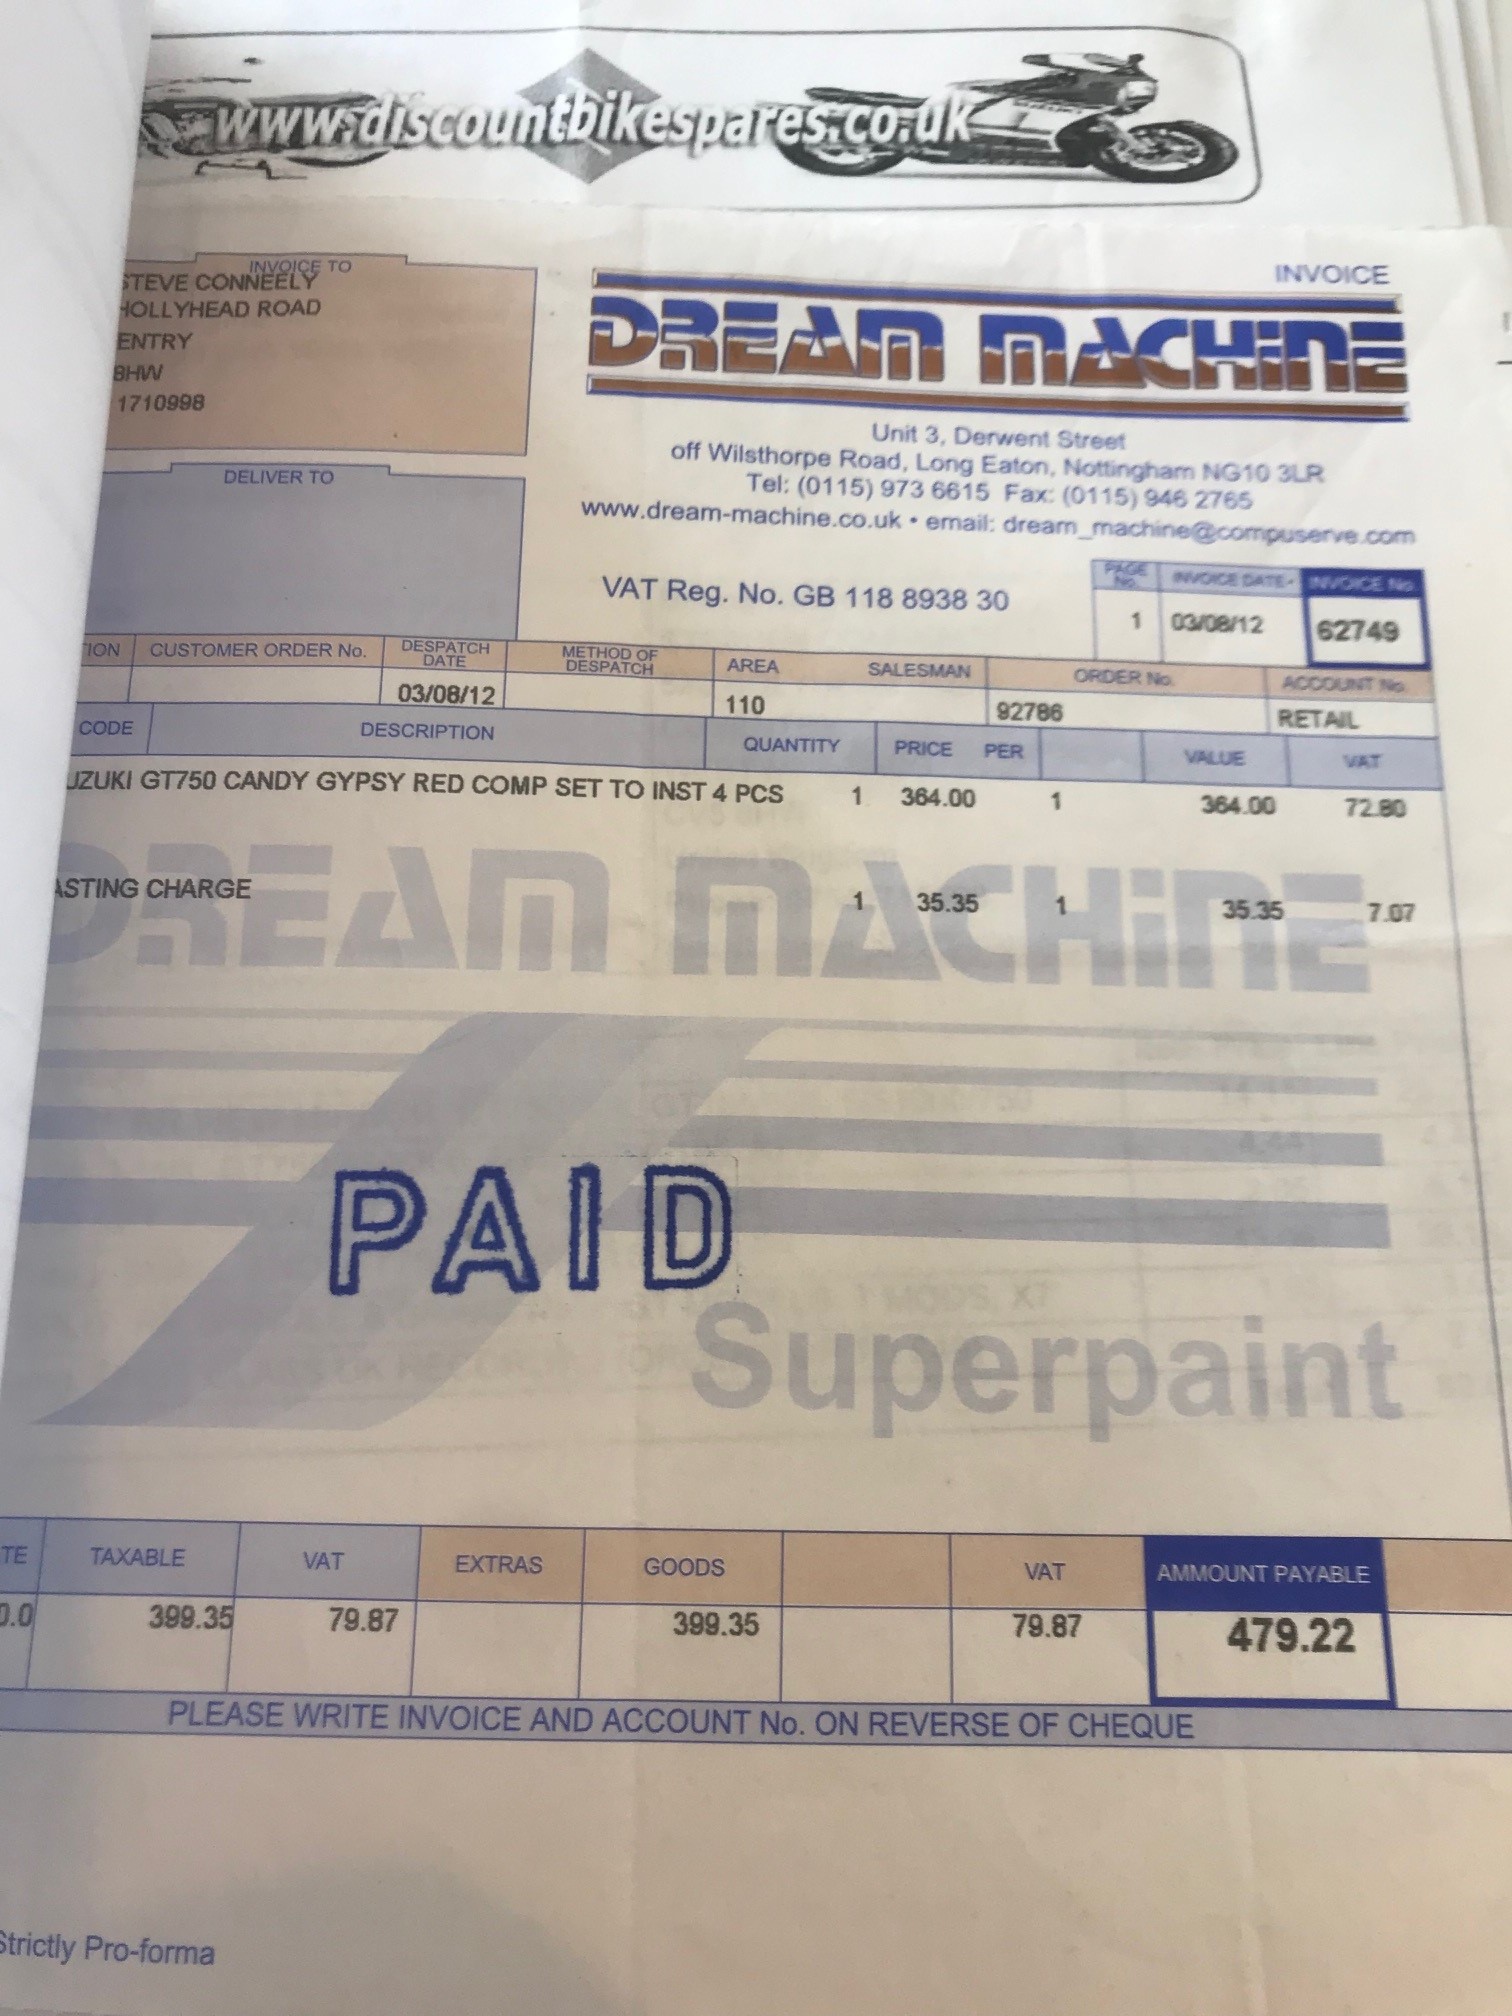 www.discountbikespares.co.uk
INVOICE TO
STEVE CONNEELY
HOLLYHEAD ROAD
ENTRY
8HW
1710998
DELIVER TO
INVOICE
DREAM MACHINE
Unit 3, Derwent Street
off Wilsthorpe Road, Long Eaton, Nottingham NG10 3LR
Tel: (0115) 973 6615 Fax: (0115) 946 2765
www.dream-machine.co.uk • email: dream_machine@compuserve.com
VAT Reg. No. GB 118 8938 30
PAGE No. INVOICE DATE INVOICE No.
1 03/08/12 62749
ION CUSTOMER ORDER No. DESPATCH DATE METHOD OF DESPATCH AREA SALESMAN ORDER No. ACCOUNT No.
03/08/12 110 92786 RETAIL
CODE DESCRIPTION QUANTITY PRICE PER VALUE VAT
UZUKI GT750 CANDY GYPSY RED COMP SET TO INST 4 PCS 1 364.00 1 364.00 72.80
ASTING CHARGE 1 35.35 1 35.35 7.07
DREAM MACHINE
PAID
Superpaint
TE TAXABLE VAT EXTRAS GOODS VAT AMMOUNT PAYABLE
0.0 399.35 79.87 399.35 79.87 479.22
PLEASE WRITE INVOICE AND ACCOUNT No. ON REVERSE OF CHEQUE
Strictly Pro-forma